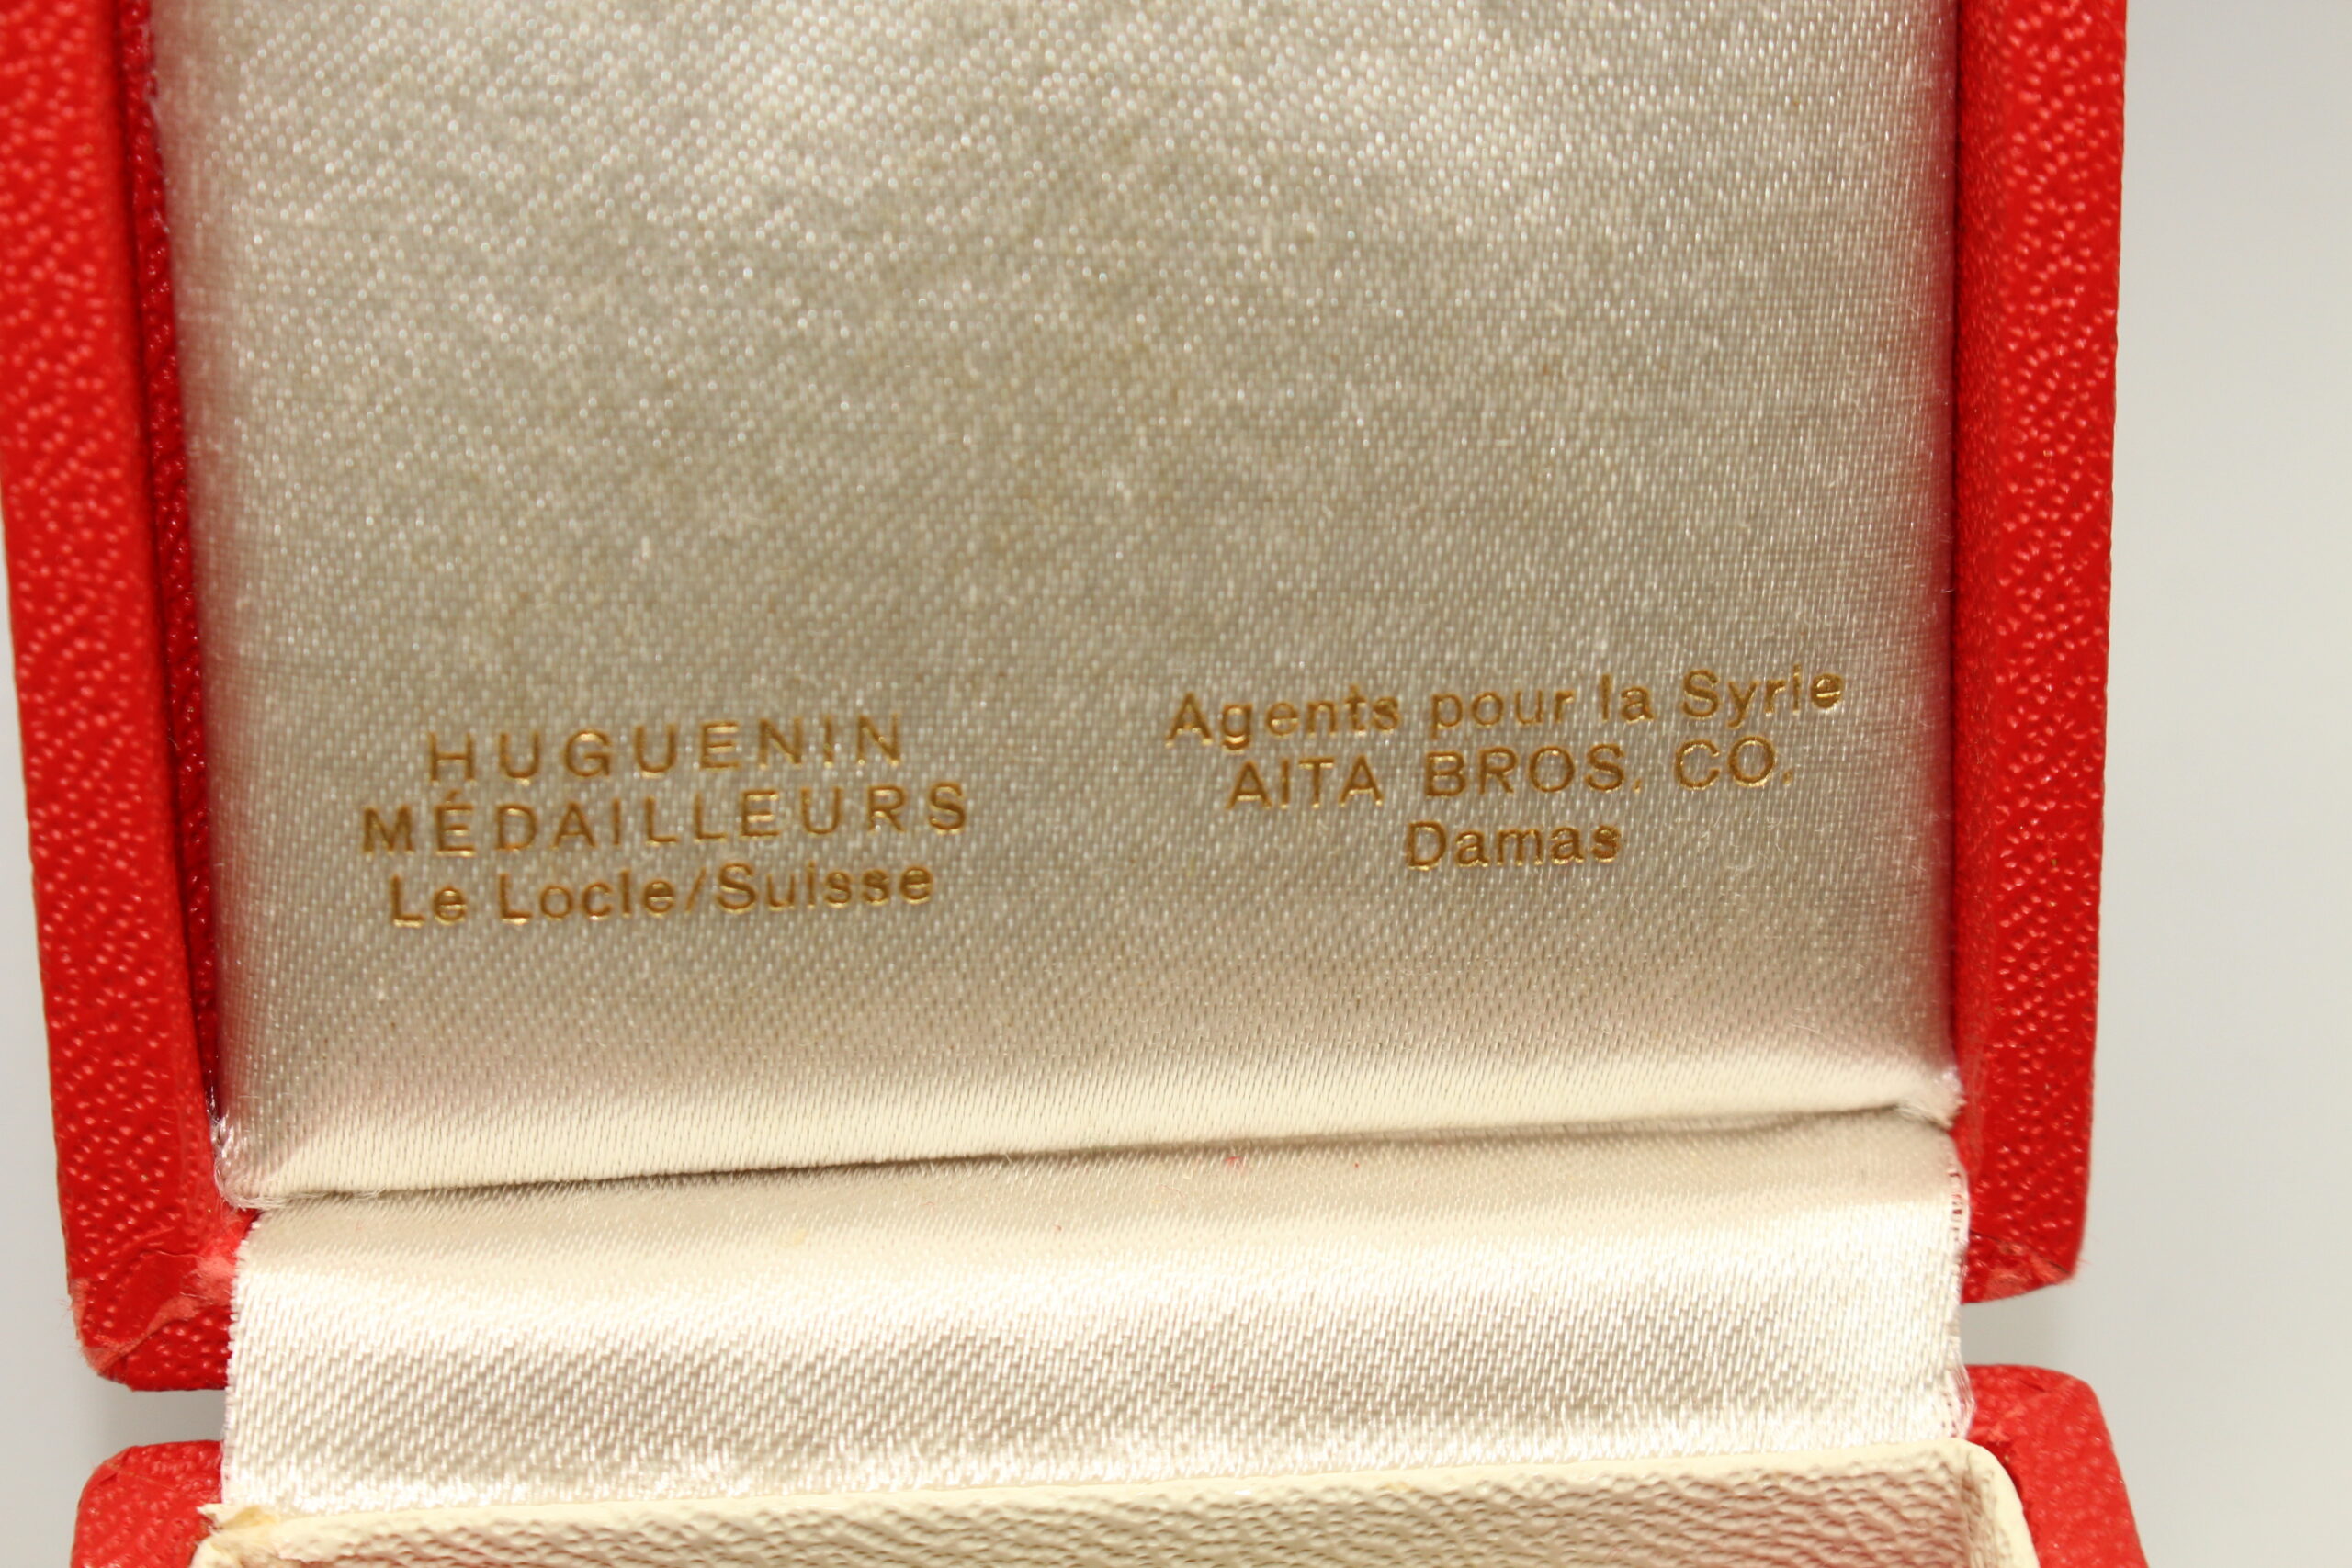 HUGUENIN
MÉDAILLEURS
Le Locle/Suisse
Agents pour la Syrie
AITA BROS. CO.
Damas